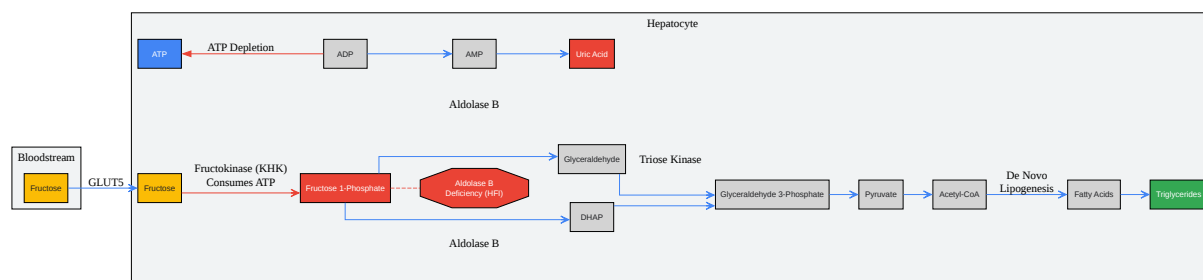 Hepatocyte
ATP
ATP Depletion
ADP
AMP
Uric Acid
Aldolase B
Bloodstream
Fructose
GLUT5
Fructose
Fructokinase (KHK)
Consumes ATP
Fructose 1-Phosphate
Aldolase B
Deficiency (HFI)
Glyceraldehyde
Triose Kinase
DHAP
Aldolase B
Glyceraldehyde 3-Phosphate
Pyruvate
Acetyl-CoA
De Novo
Lipogenesis
Fatty Acids
Triglycerides